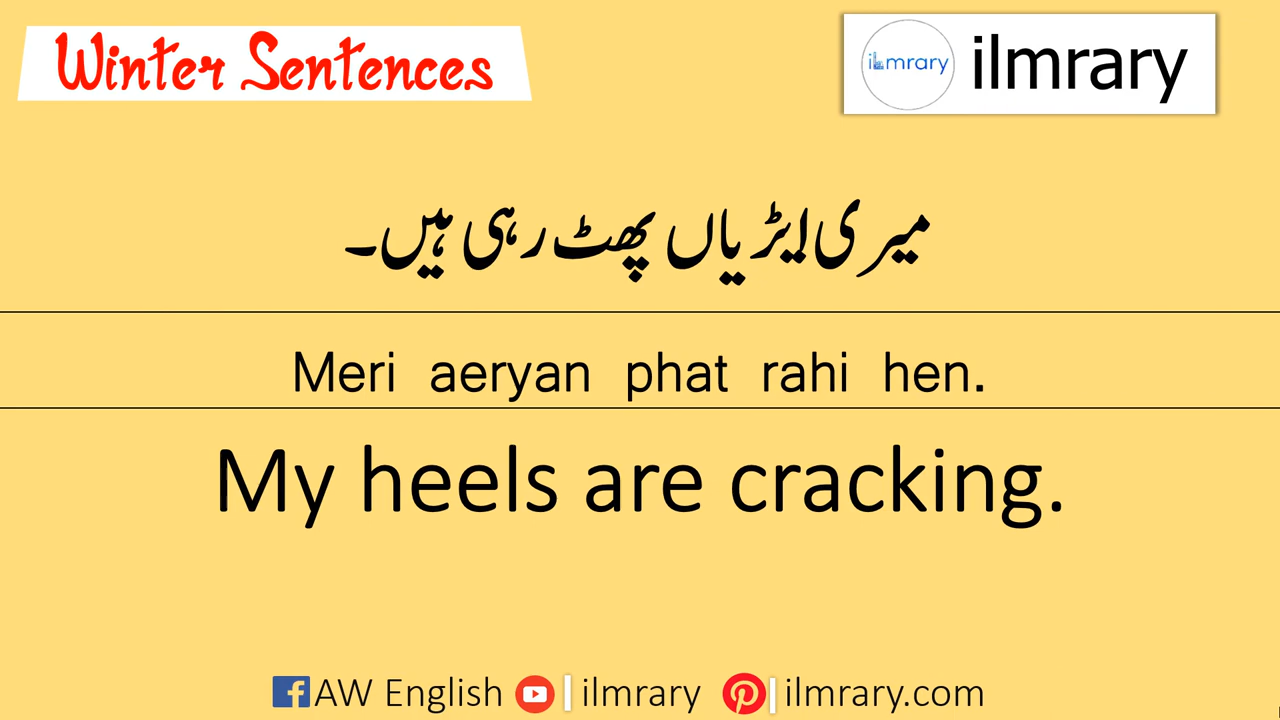 Winter Sentences
iLmrary ilmrary
میری ایڑیاں پھٹ رہی ہیں۔
Meri aeryan phat rahi hen.
My heels are cracking.
AW English | ilmrary | ilmrary.com